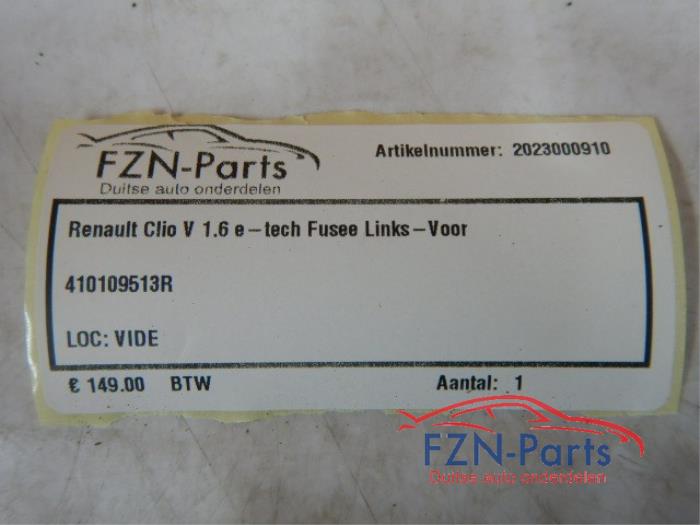 FZN-Parts
Duitse auto onderdelen
Artikelnummer: 2023000910
Renault Clio V 1.6 e-tech Fusee Links-Voor
410109513R
LOC: VIDE
€ 149.00 BTW
Aantal: 1
FZN-Parts
Duitse auto onderdelen